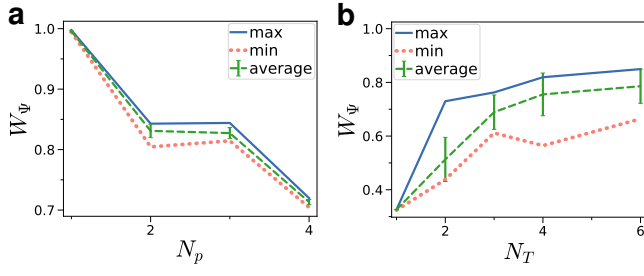 a
b
1.0
0.9
0.8
0.7
W_Ψ
2
4
N_p
max
min
average
1.0
0.8
0.6
0.4
W_Ψ
2
4
6
N_T
max
min
average